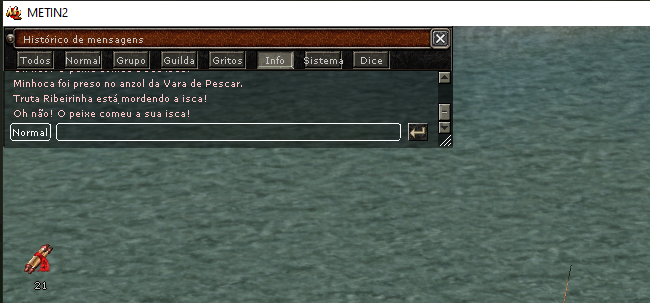 METIN2
Histórico de mensagens
Todos Normal Grupo Guilda Gritos Info Sistema Dice
Minhoca foi preso no anzol da Vara de Pescar.
Truta Ribeirinha está mordendo a isca!
Oh não! O peixe comeu a sua isca!
Normal
21